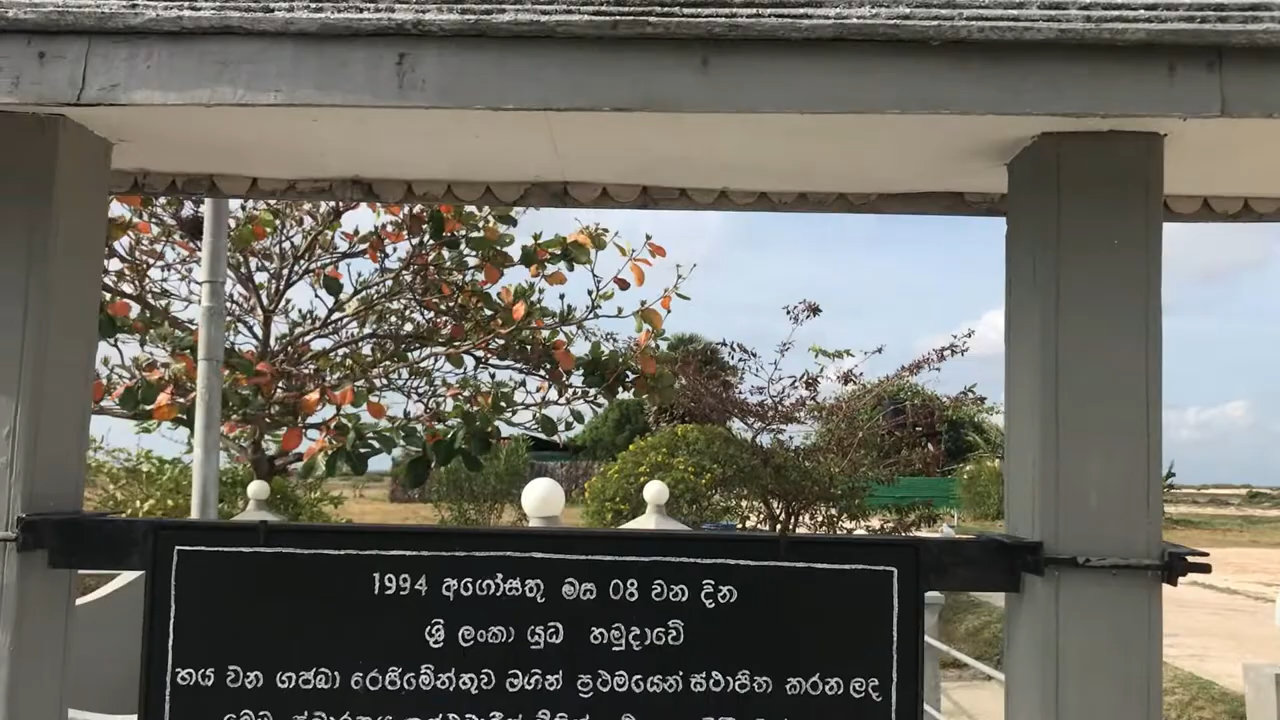 1994 අගෝස්තු මස 08 වන දින
ශ්‍රී ලංකා යුධ හමුදාවේ
හය වන ගජබා රෙජිමේන්තුව මගින් ප්‍රථමයෙන් ස්ථාපිත කරන ලද